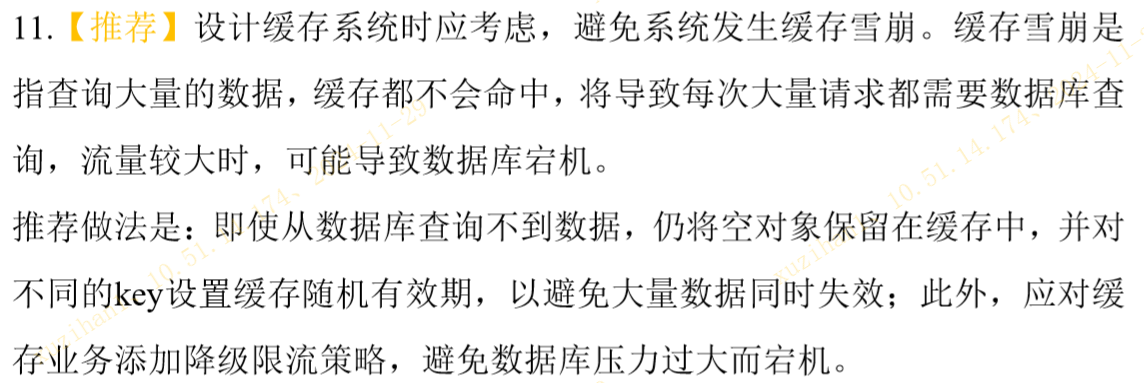 11.【推荐】设计缓存系统时应考虑，避免系统发生缓存雪崩。缓存雪崩是
指查询大量的数据，缓存都不会命中，将导致每次大量请求都需要数据库查
询，流量较大时，可能导致数据库宕机。
推荐做法是：即使从数据库查询不到数据，仍将空对象保留在缓存中，并对
不同的key设置缓存随机有效期，以避免大量数据同时失效；此外，应对缓
存业务添加降级限流策略，避免数据库压力过大而宕机。